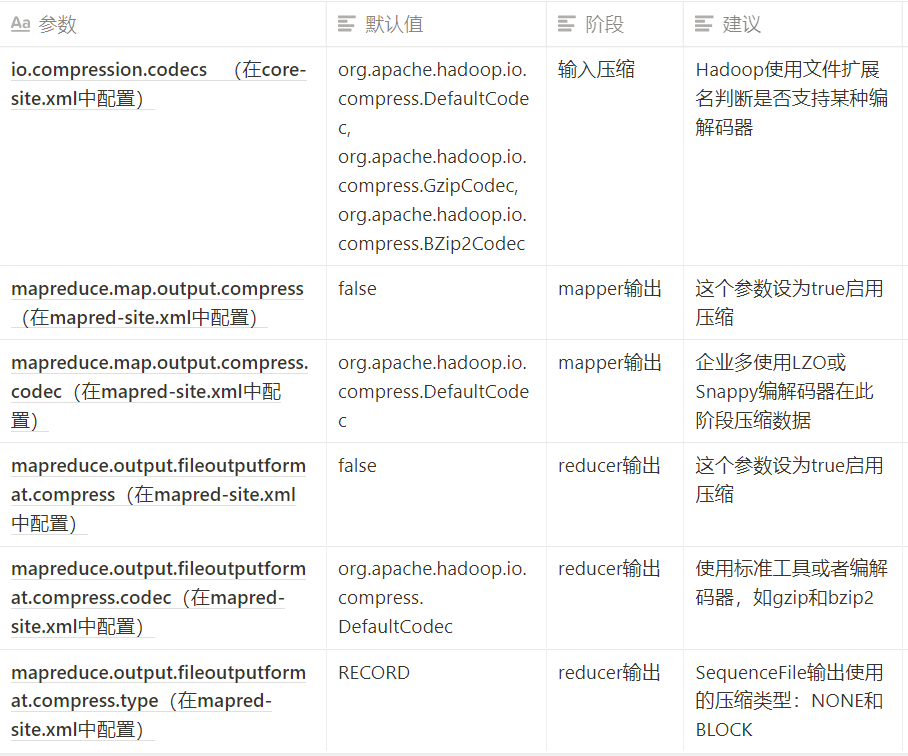 Aa 参数
默认值
阶段
建议
io.compression.codecs （在core-
site.xml中配置）
org.apache.hadoop.io.
compress.DefaultCode
c,
org.apache.hadoop.io.
compress.GzipCodec,
org.apache.hadoop.io.
compress.BZip2Codec
输入压缩
Hadoop使用文件扩展
名判断是否支持某种编
解码器
mapreduce.map.output.compress
（在mapred-site.xml中配置）
false
mapper输出
这个参数设为true启用
压缩
mapreduce.map.output.compress.
codec（在mapred-site.xml中配
置）
org.apache.hadoop.io.
compress.DefaultCode
c
mapper输出
企业多使用LZO或
Snappy编解码器在此
阶段压缩数据
mapreduce.output.fileoutputform
at.compress（在mapred-site.xml
中配置）
false
reducer输出
这个参数设为true启用
压缩
mapreduce.output.fileoutputform
at.compress.codec（在mapred-
site.xml中配置）
org.apache.hadoop.io.
compress.
DefaultCodec
reducer输出
使用标准工具或者编解
码器，如gzip和bzip2
mapreduce.output.fileoutputform
at.compress.type（在mapred-
site.xml中配置）
RECORD
reducer输出
SequenceFile输出使用
的压缩类型：NONE和
BLOCK